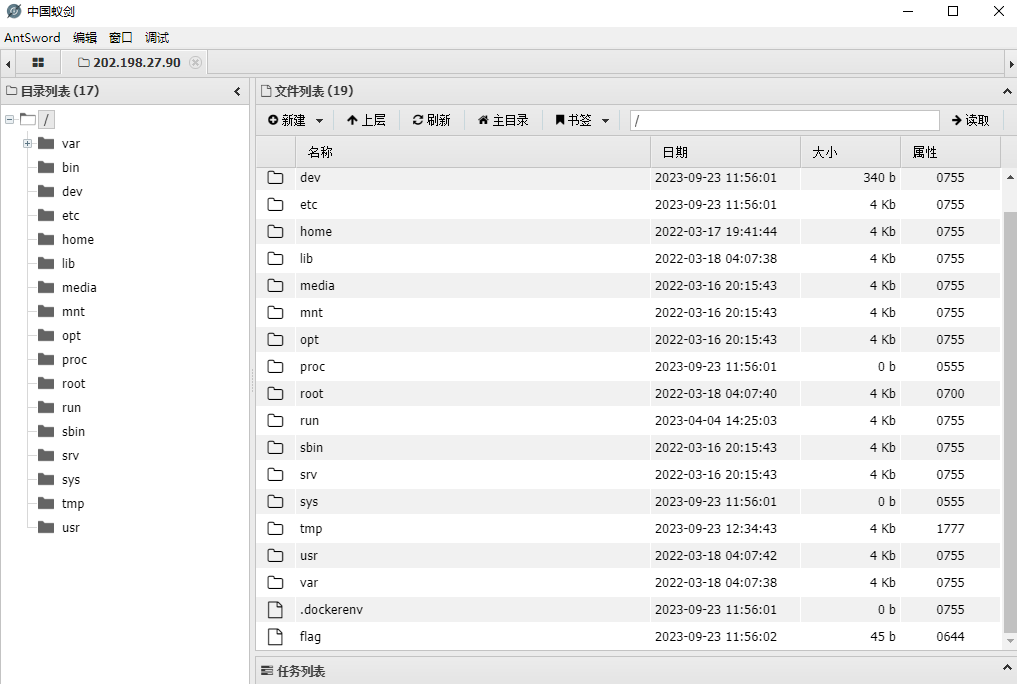 中国蚁剑
AntSword 编辑 窗口 调试
202.198.27.90
目录列表 (17)
/
var
bin
dev
etc
home
lib
media
mnt
opt
proc
root
run
sbin
srv
sys
tmp
usr
文件列表 (19)
新建 上层 刷新 主目录 书签 / 读取
名称 日期 大小 属性
dev 2023-09-23 11:56:01 340 b 0755
etc 2023-09-23 11:56:01 4 Kb 0755
home 2022-03-17 19:41:44 4 Kb 0755
lib 2022-03-18 04:07:38 4 Kb 0755
media 2022-03-16 20:15:43 4 Kb 0755
mnt 2022-03-16 20:15:43 4 Kb 0755
opt 2022-03-16 20:15:43 4 Kb 0755
proc 2023-09-23 11:56:01 0 b 0555
root 2022-03-18 04:07:40 4 Kb 0700
run 2023-04-04 14:25:03 4 Kb 0755
sbin 2022-03-16 20:15:43 4 Kb 0755
srv 2022-03-16 20:15:43 4 Kb 0755
sys 2023-09-23 11:56:01 0 b 0555
tmp 2023-09-23 12:34:43 4 Kb 1777
usr 2022-03-18 04:07:42 4 Kb 0755
var 2022-03-18 04:07:38 4 Kb 0755
.dockerenv 2023-09-23 11:56:01 0 b 0755
flag 2023-09-23 11:56:02 45 b 0644
任务列表